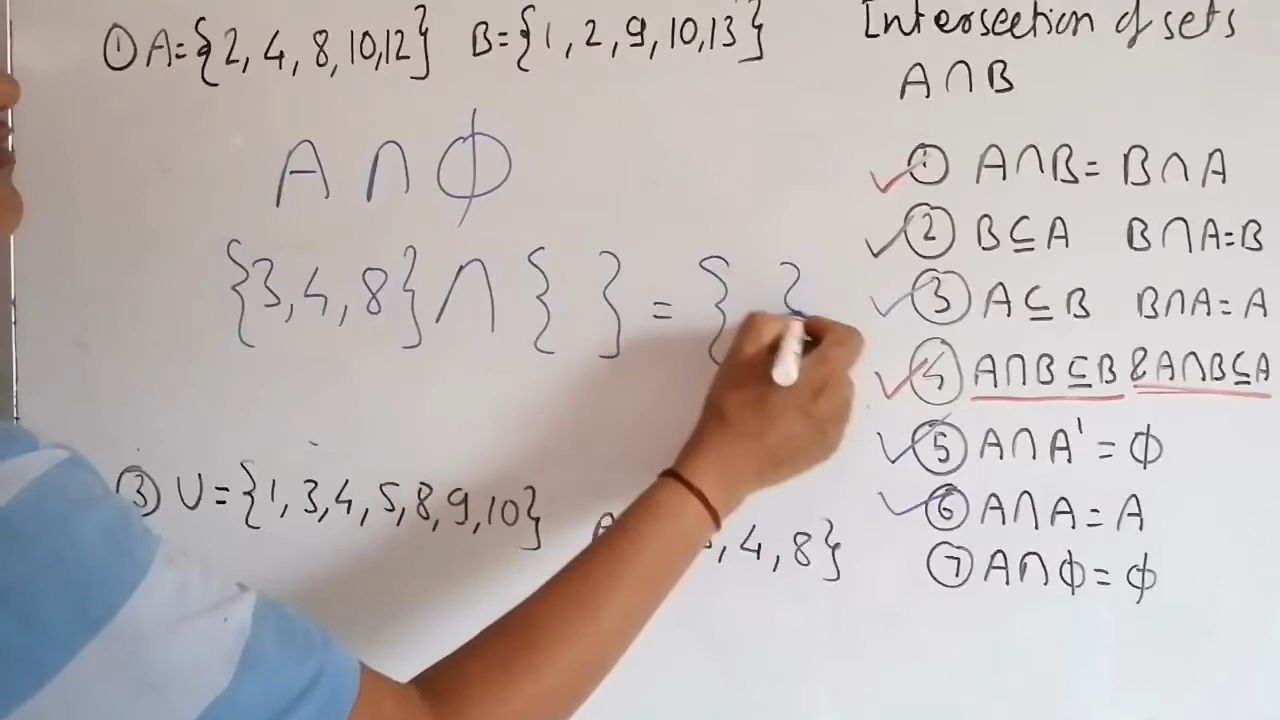 ① A={2, 4, 8, 10, 12} B={1, 2, 9, 10, 13}
A ∩ ϕ
{3, 4, 8} ∩ { } = { }
③ U={1, 3, 4, 5, 8, 9, 10} , 4, 8}
Intersection of sets
A∩B
① A∩B= B∩A
② B⊆A B∩A=B
③ A⊆B B∩A= A
④ A∩B⊆B & A∩B⊆A
⑤ A∩A' = ϕ
⑥ A∩A= A
⑦ A∩ϕ= ϕ